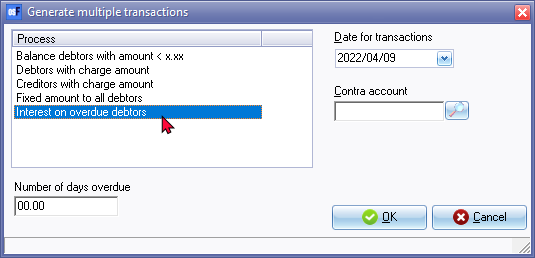 Generate multiple transactions
Process
Balance debtors with amount < x.xx
Debtors with charge amount
Creditors with charge amount
Fixed amount to all debtors
Interest on overdue debtors
Date for transactions
2022/04/09
Contra account
Number of days overdue
00.00
OK
Cancel